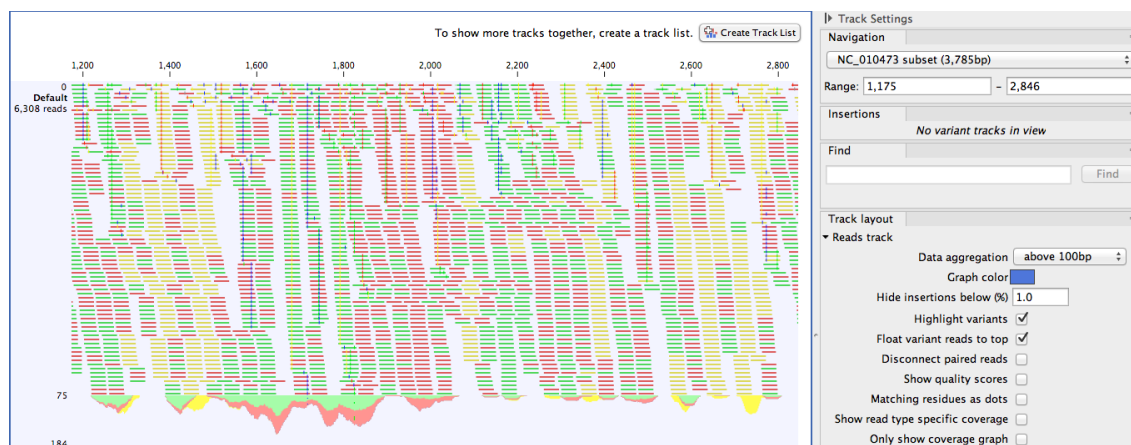 To show more tracks together, create a track list. Create Track List
1,200 1,400 1,600 1,800 2,000 2,200 2,400 2,600 2,800
0
Default
6,308 reads
75
184
Track Settings
Navigation
NC_010473 subset (3,785bp)
Range: 1,175 – 2,846
Insertions
No variant tracks in view
Find
Find
Track layout
Reads track
Data aggregation above 100bp
Graph color
Hide insertions below (%) 1.0
Highlight variants
Float variant reads to top
Disconnect paired reads
Show quality scores
Matching residues as dots
Show read type specific coverage
Only show coverage graph